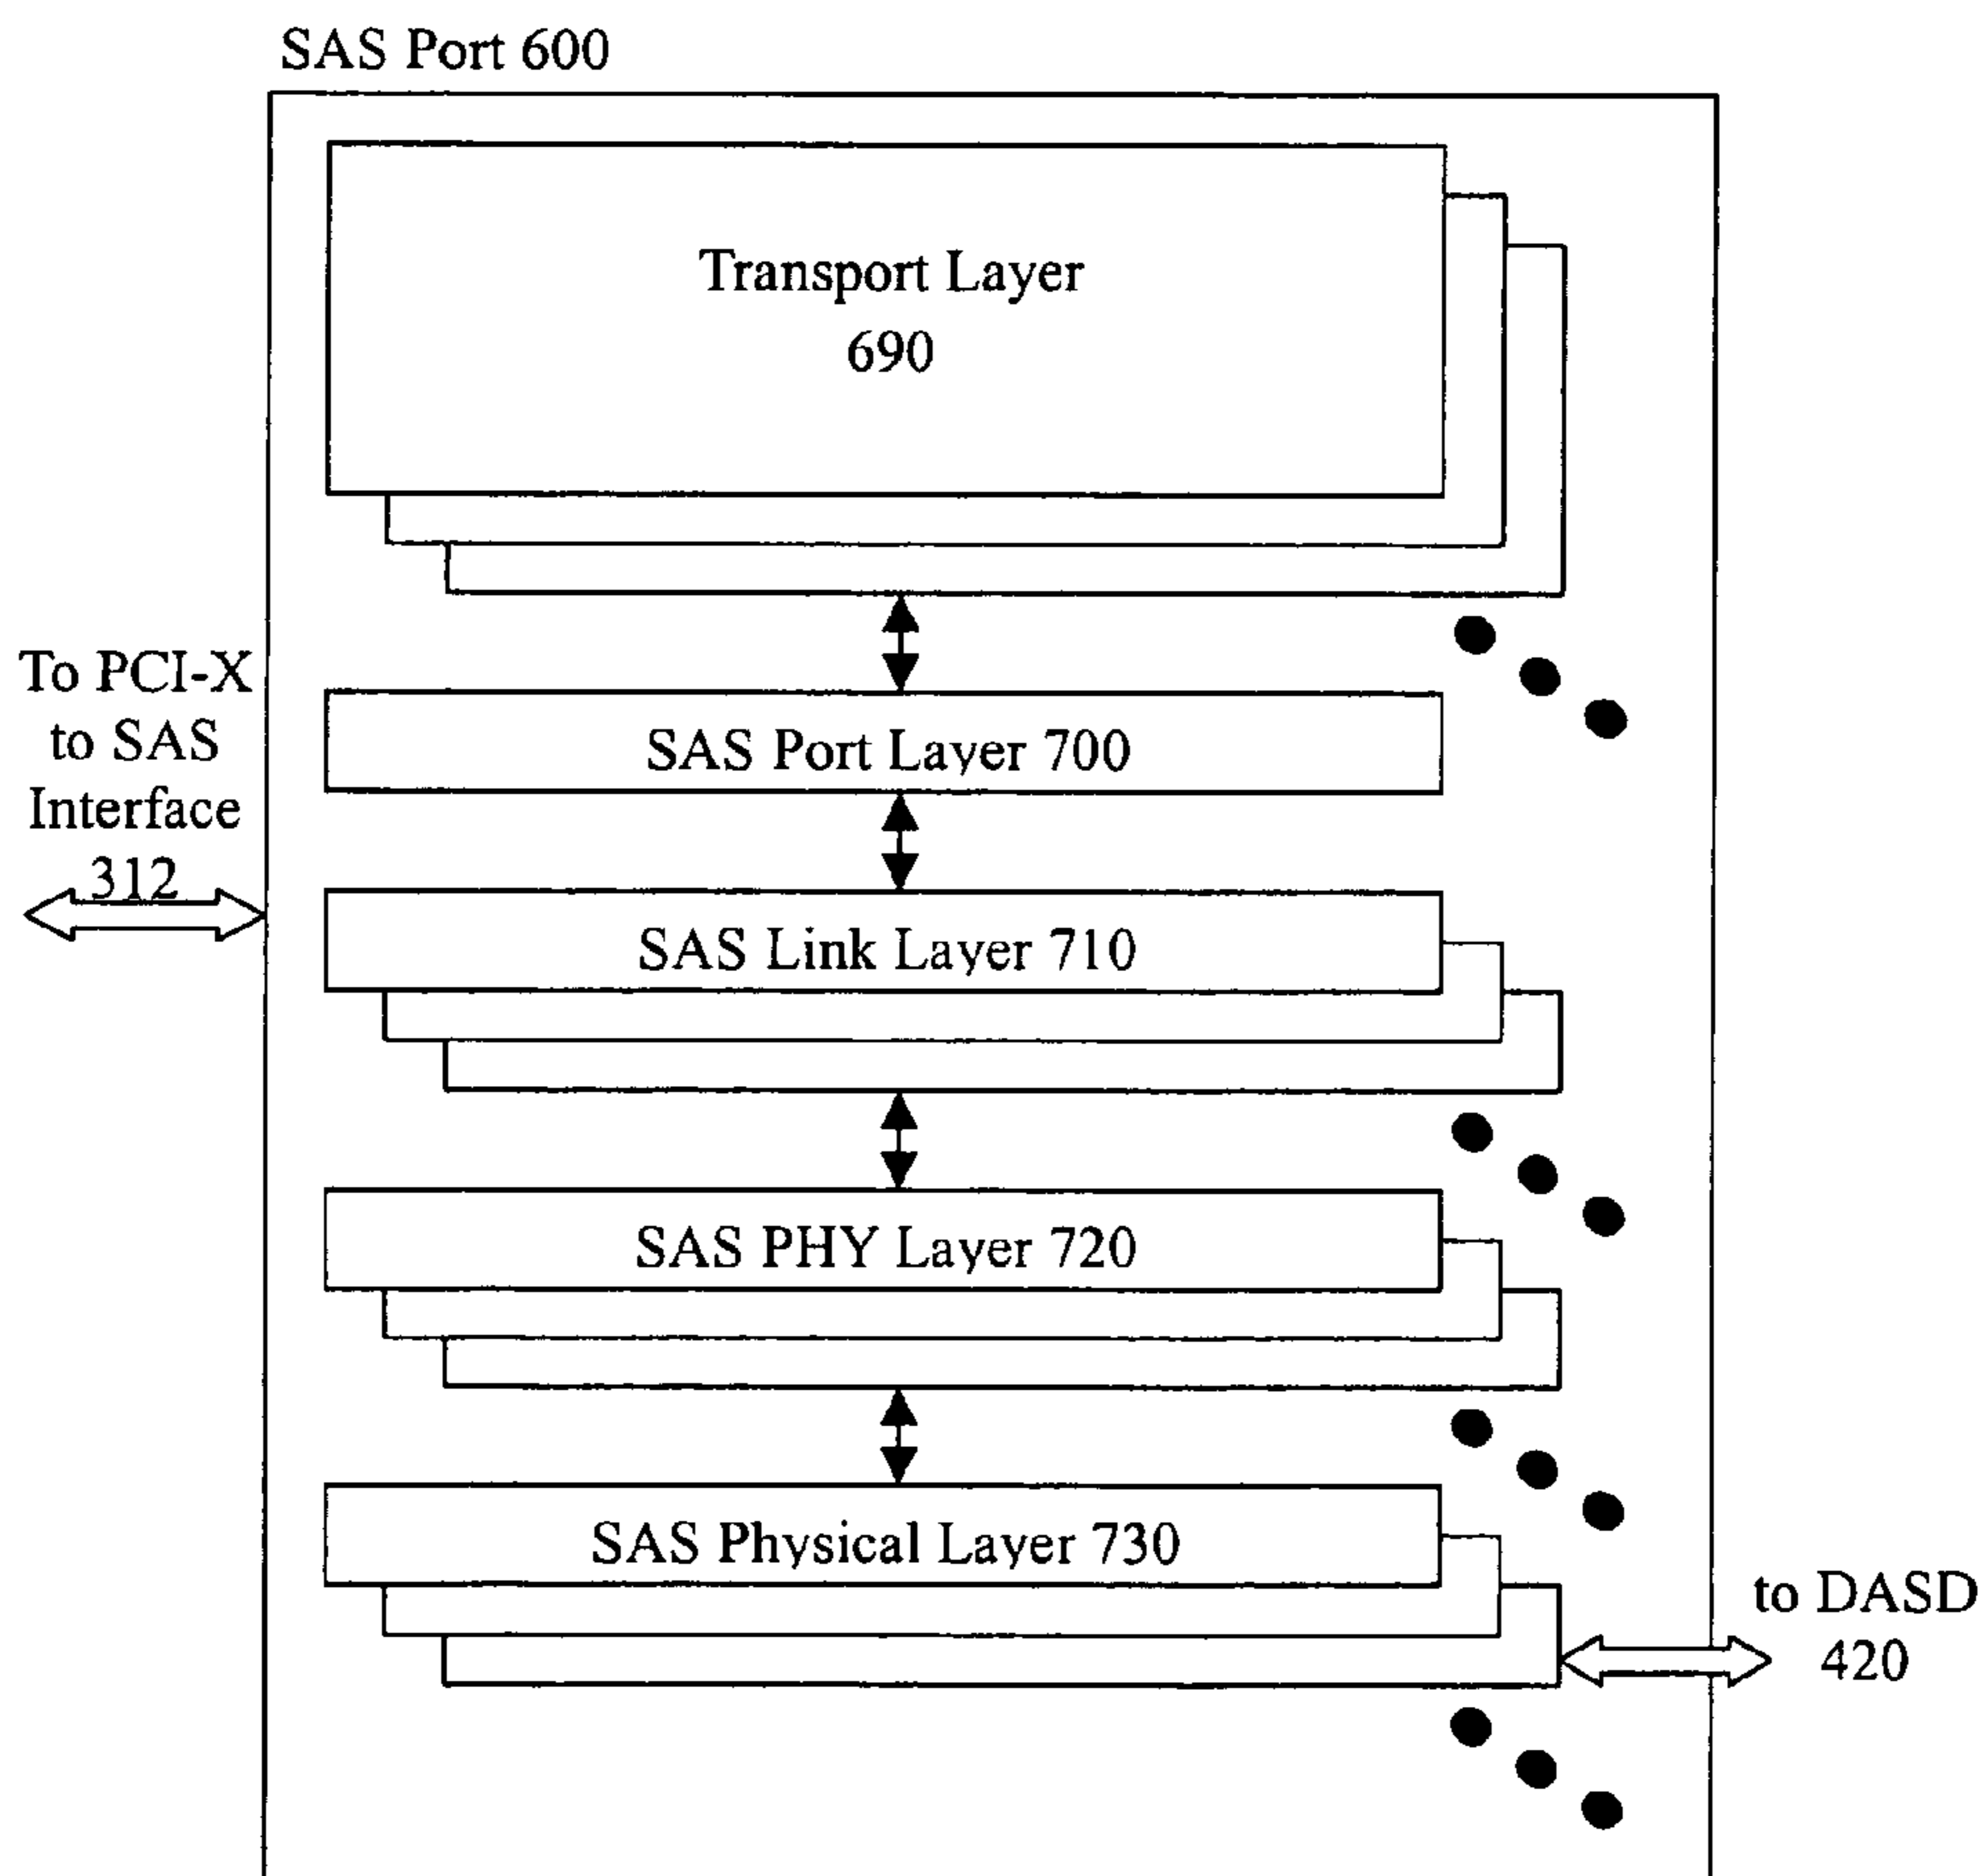 SAS Port 600
Transport Layer
690
To PCI-X
to SAS
Interface
312
SAS Port Layer 700
SAS Link Layer 710
SAS PHY Layer 720
SAS Physical Layer 730
to DASD
420